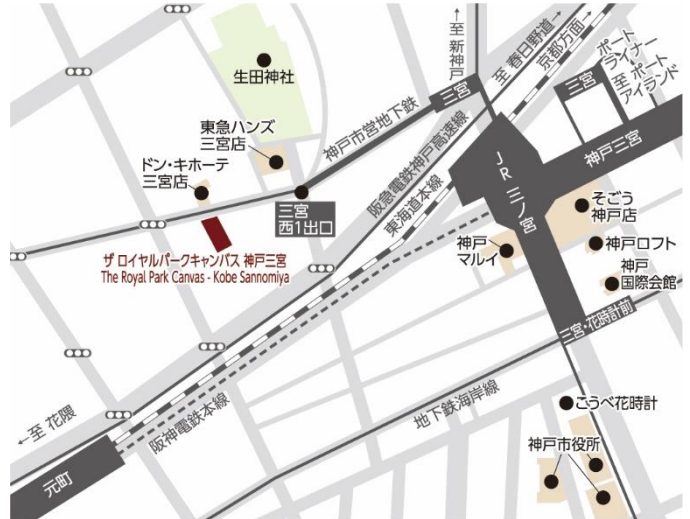 ←至 新神戸
至 春日野道→
京都方面→
ポート
ライナー
至 ポート
アイランド
生田神社
神戸市営地下鉄
三宮
三宮
神戸三宮
東急ハンズ
三宮店
ドン・キホーテ
三宮店
三宮
西1出口
阪急電鉄神戸高速線
東海道本線
JR 三ノ宮
そごう
神戸店
神戸
マルイ
神戸ロフト
神戸
国際会館
ザ ロイヤルパークキャンバス 神戸三宮
The Royal Park Canvas - Kobe Sannomiya
三宮・花時計前
←至 花隈
阪神電鉄本線
地下鉄海岸線
こうべ花時計
神戸市役所
元町